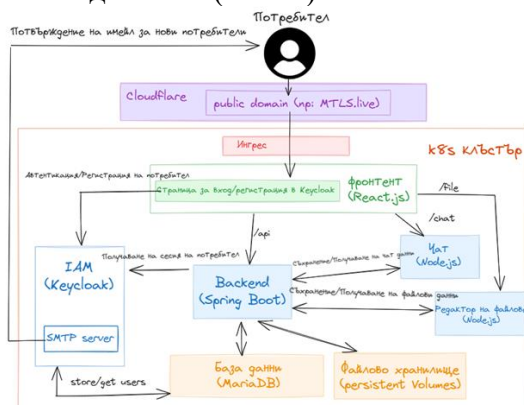 Потребител
Потвърждение на имейл за нови потребители
Cloudflare
public domain (npi MTLS.live)
Ингрес
k8s клъстър
Автентикация/Регистрация на потребител
Страница за вход/регистрация в Keycloak
фронтент
(React.js)
/file
/chat
/api
Чат
(Node.js)
IAM
(Keycloak)
Получаване на сесия на потребител
Съхранение/Получаване на чат данни
Backend
(Spring Boot)
Съхранение/Получаване на файлови данни
Редактор на файлове
(Node.js)
SMTP server
База данни
(MariaDB)
Файлово хранилище
(persistent Volumes)
store/get users